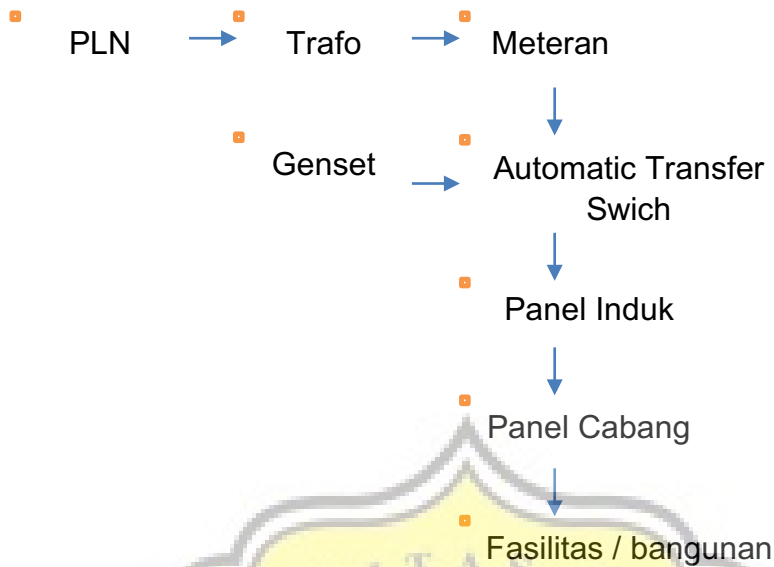 PLN Trafo Meteran
Genset Automatic Transfer
Swich
Panel Induk
Panel Cabang
Fasilitas / bangunan